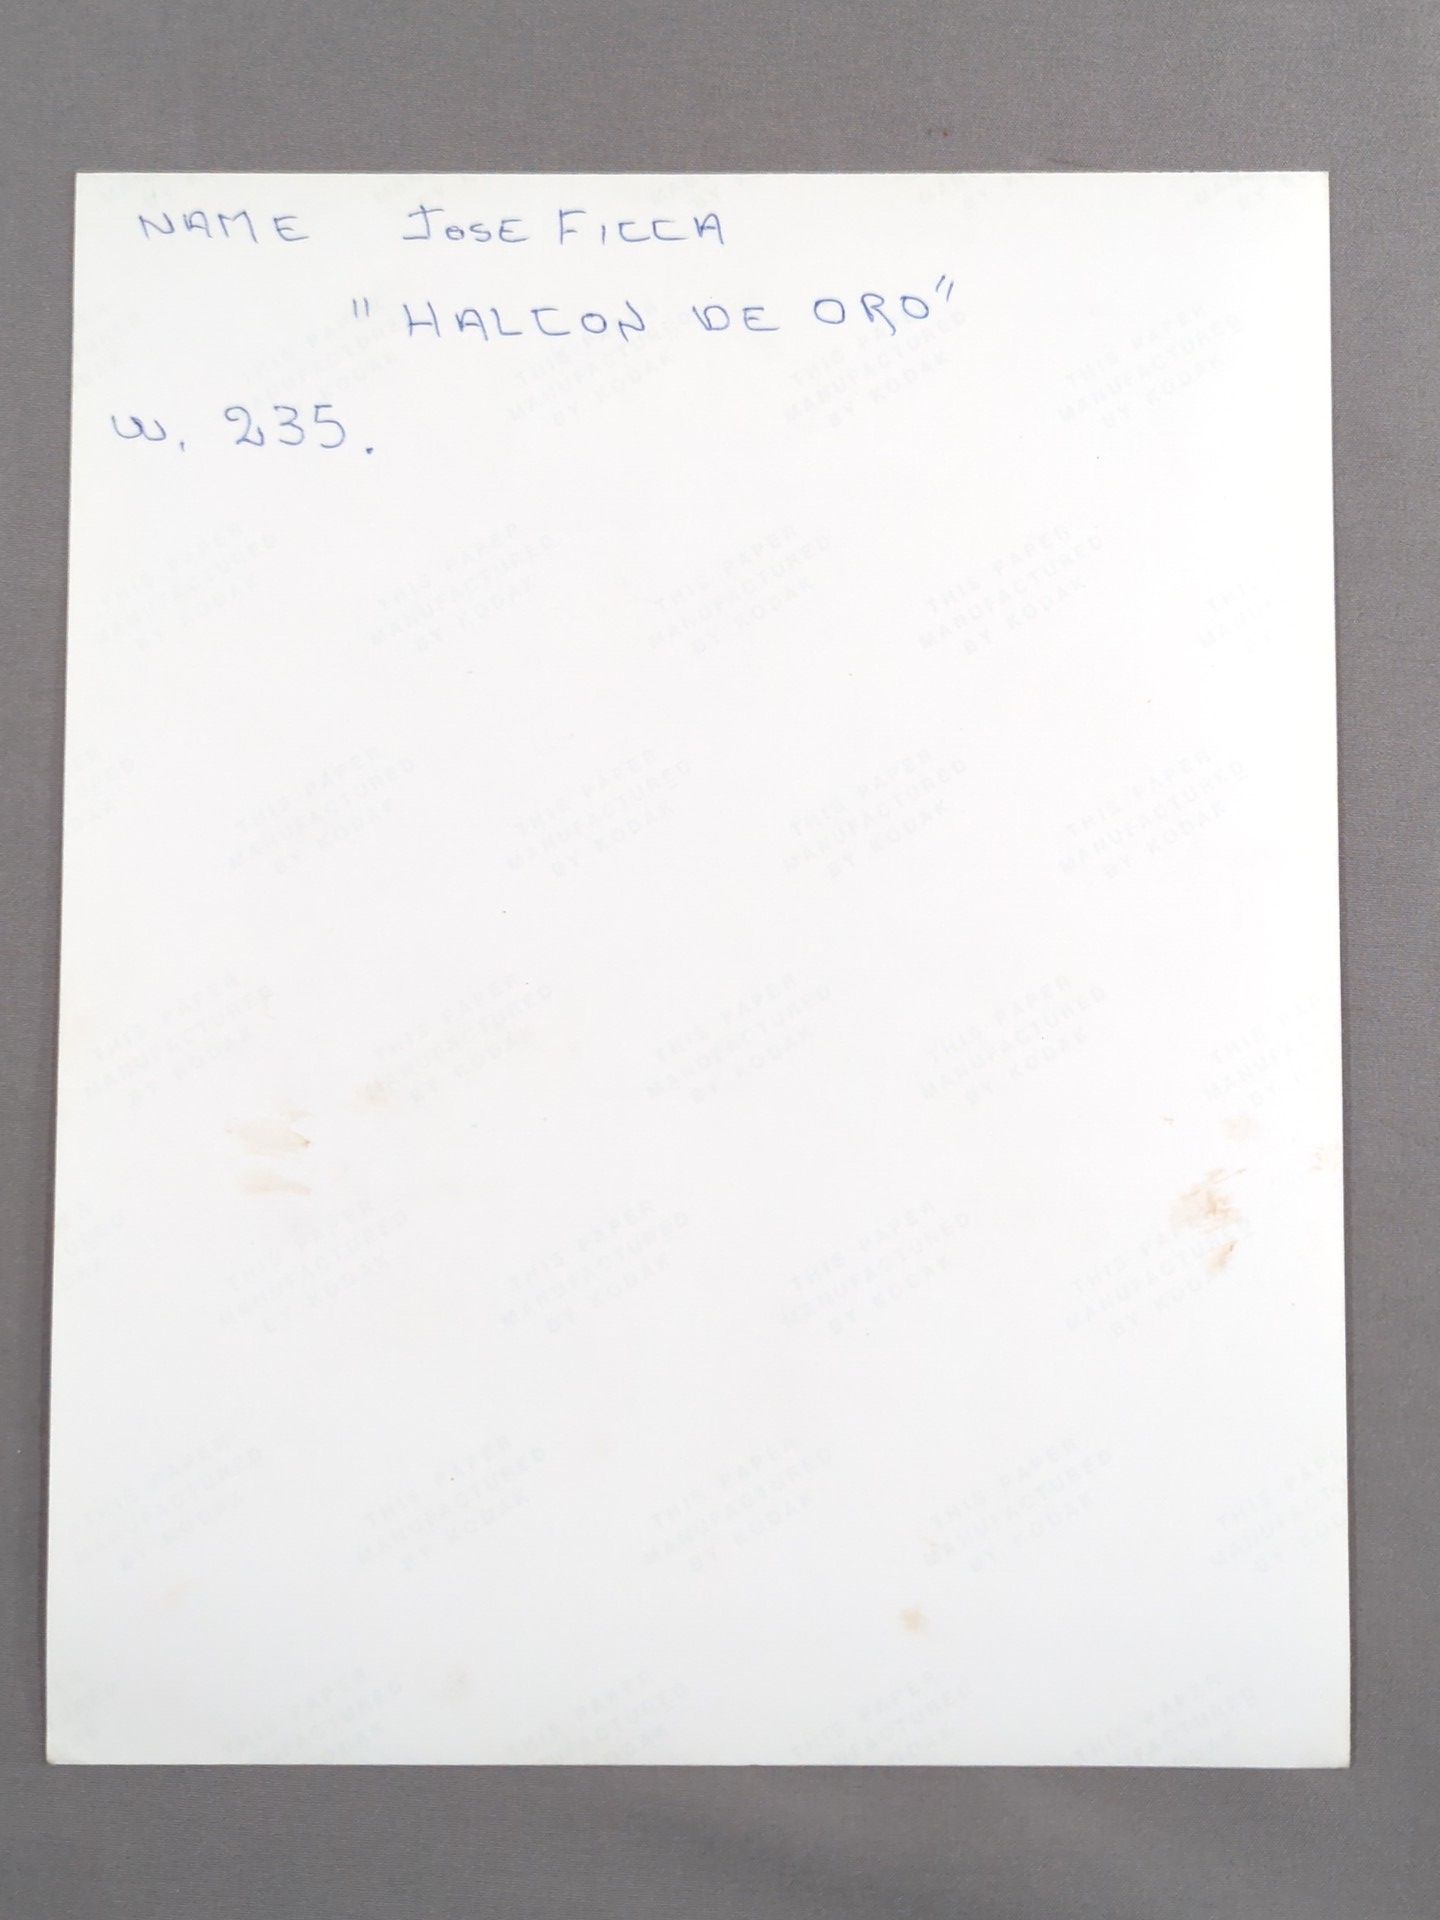 NAME JOSE FICCA
"HALCON DE ORO"
W. 235.
THIS PAPER
MANUFACTURED
BY KODAK